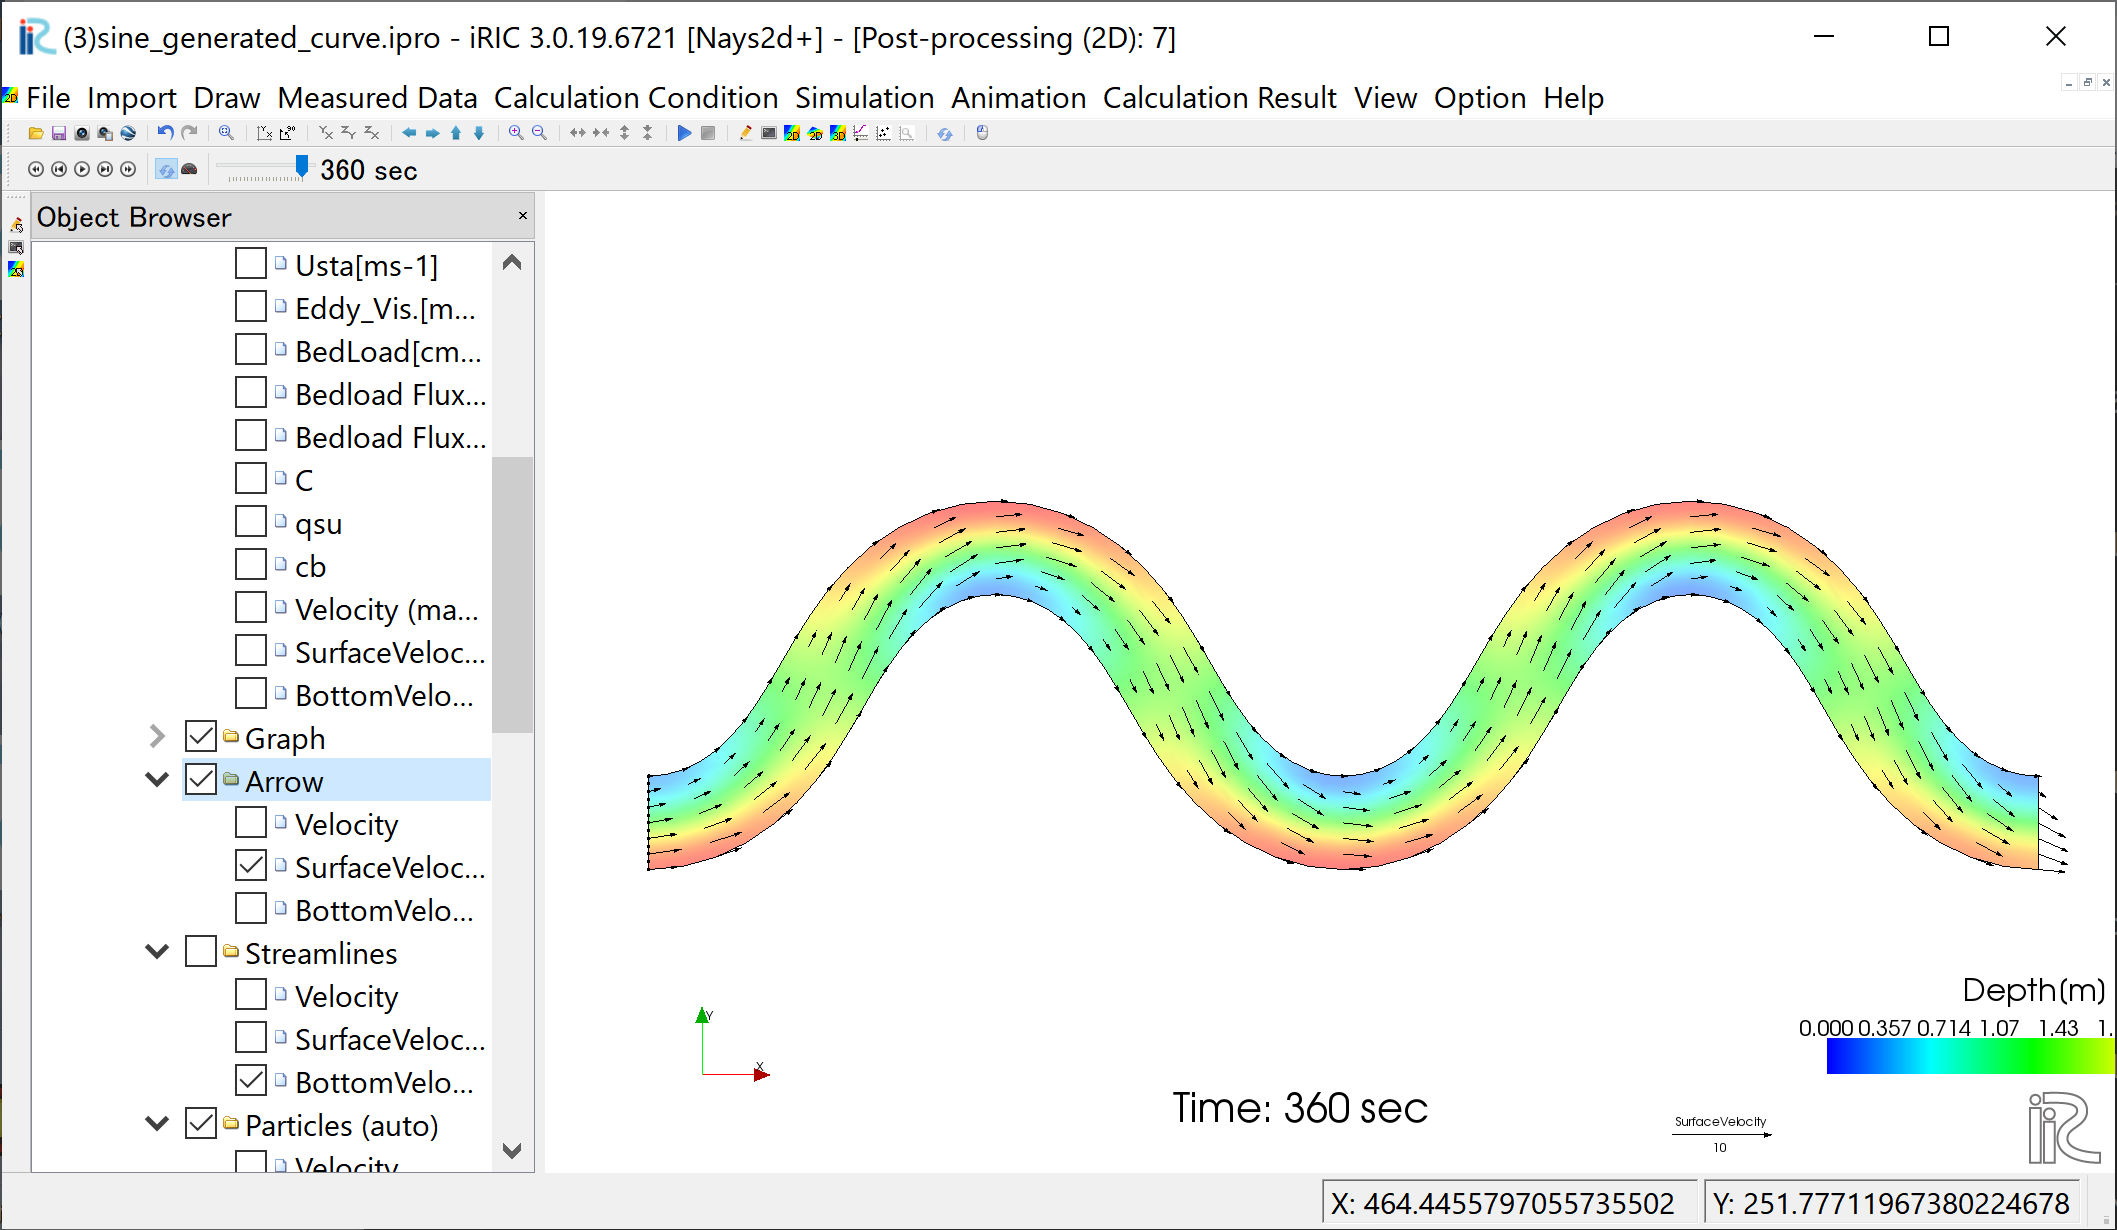 (3)sine_generated_curve.ipro - iRIC 3.0.19.6721 [Nays2d+] - [Post-processing (2D): 7]
File Import Draw Measured Data Calculation Condition Simulation Animation Calculation Result View Option Help
360 sec
Object Browser
Usta[ms-1]
Eddy_Vis.[m...
BedLoad[cm...
Bedload Flux...
Bedload Flux...
C
qsu
cb
Velocity (ma...
SurfaceVeloc...
BottomVelo...
Graph
Arrow
Velocity
SurfaceVeloc...
BottomVelo...
Streamlines
Velocity
SurfaceVeloc...
BottomVelo...
Particles (auto)
Velocity
Y
X
Time: 360 sec
SurfaceVelocity
10
Depth(m)
0.000 0.357 0.714 1.07 1.43 1.
iRIC
X: 464.4455797055735502
Y: 251.77711967380224678